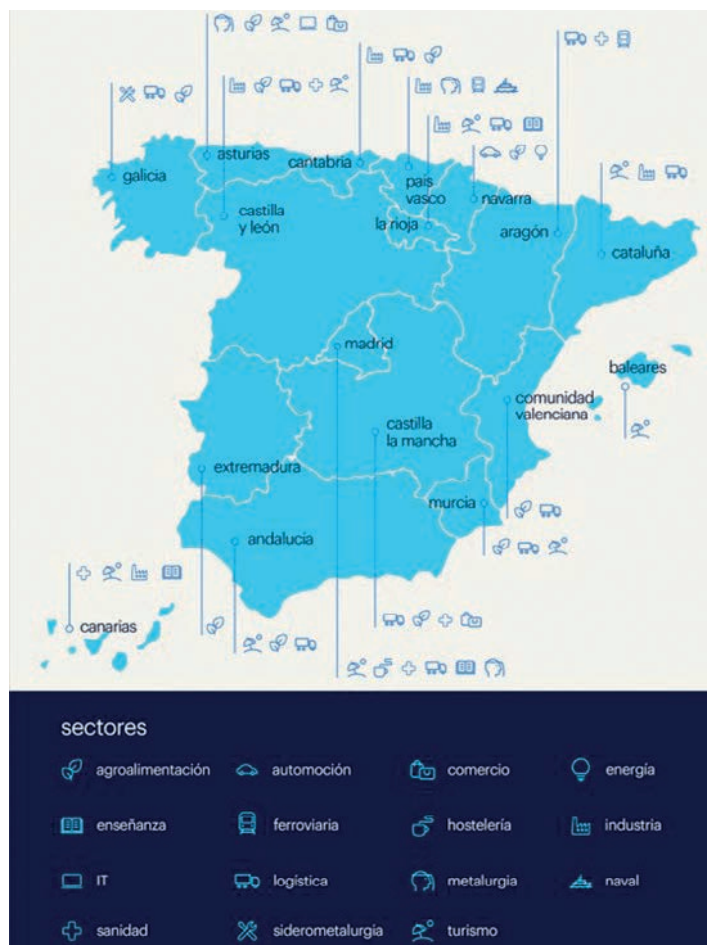 asturias
cantabria
galicia
país
vasco
navarra
castilla
y león
la rioja
aragón
cataluña
madrid
baleares
comunidad
valenciana
castilla
la mancha
extremadura
murcia
andalucía
canarias
sectores
agroalimentación
automoción
comercio
energía
enseñanza
ferroviaria
hostelería
industria
IT
logística
metalurgia
naval
sanidad
siderometalurgia
turismo